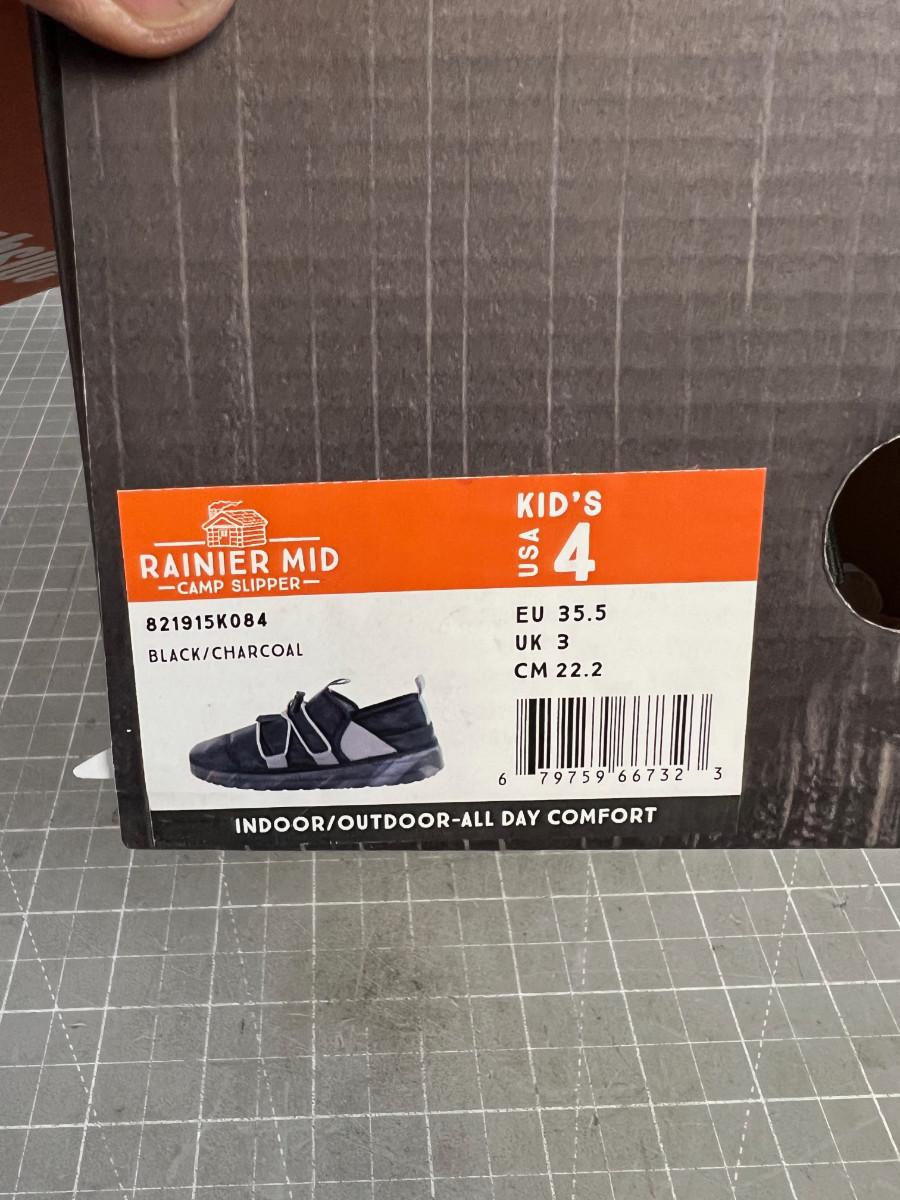 RAINIER MID
CAMP SLIPPER
KID'S
USA 4
821915K084
BLACK/CHARCOAL
EU 35.5
UK 3
CM 22.2
6 79759 66732 3
INDOOR/OUTDOOR-ALL DAY COMFORT